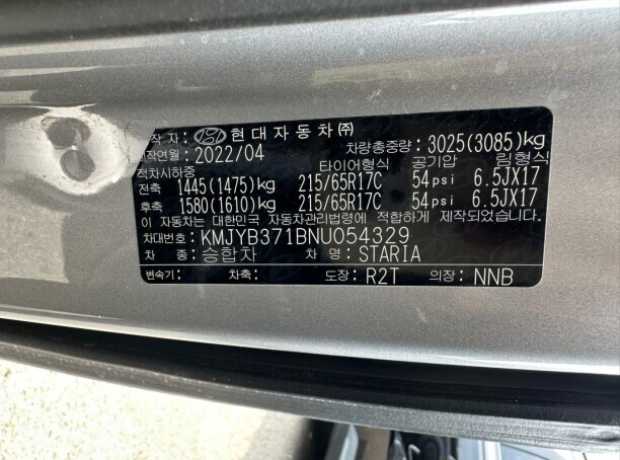 작 자: 현대자동차㈜
제작연월: 2022/04 차량총중량: 3025(3085)kg
적차시하중 타이어형식 공기압 림형식
전축 1445(1475)kg 215/65R17C 54psi 6.5JX17
후축 1580(1610)kg 215/65R17C 54psi 6.5JX17
이 자동차는 대한민국 자동차관리법령에 적합하게 제작되었음.
차대번호: KMJYB371BNU054329
차 종: 승합차 차 명: STARIA
변속기: 차축: 도장: R2T 의장: NNB